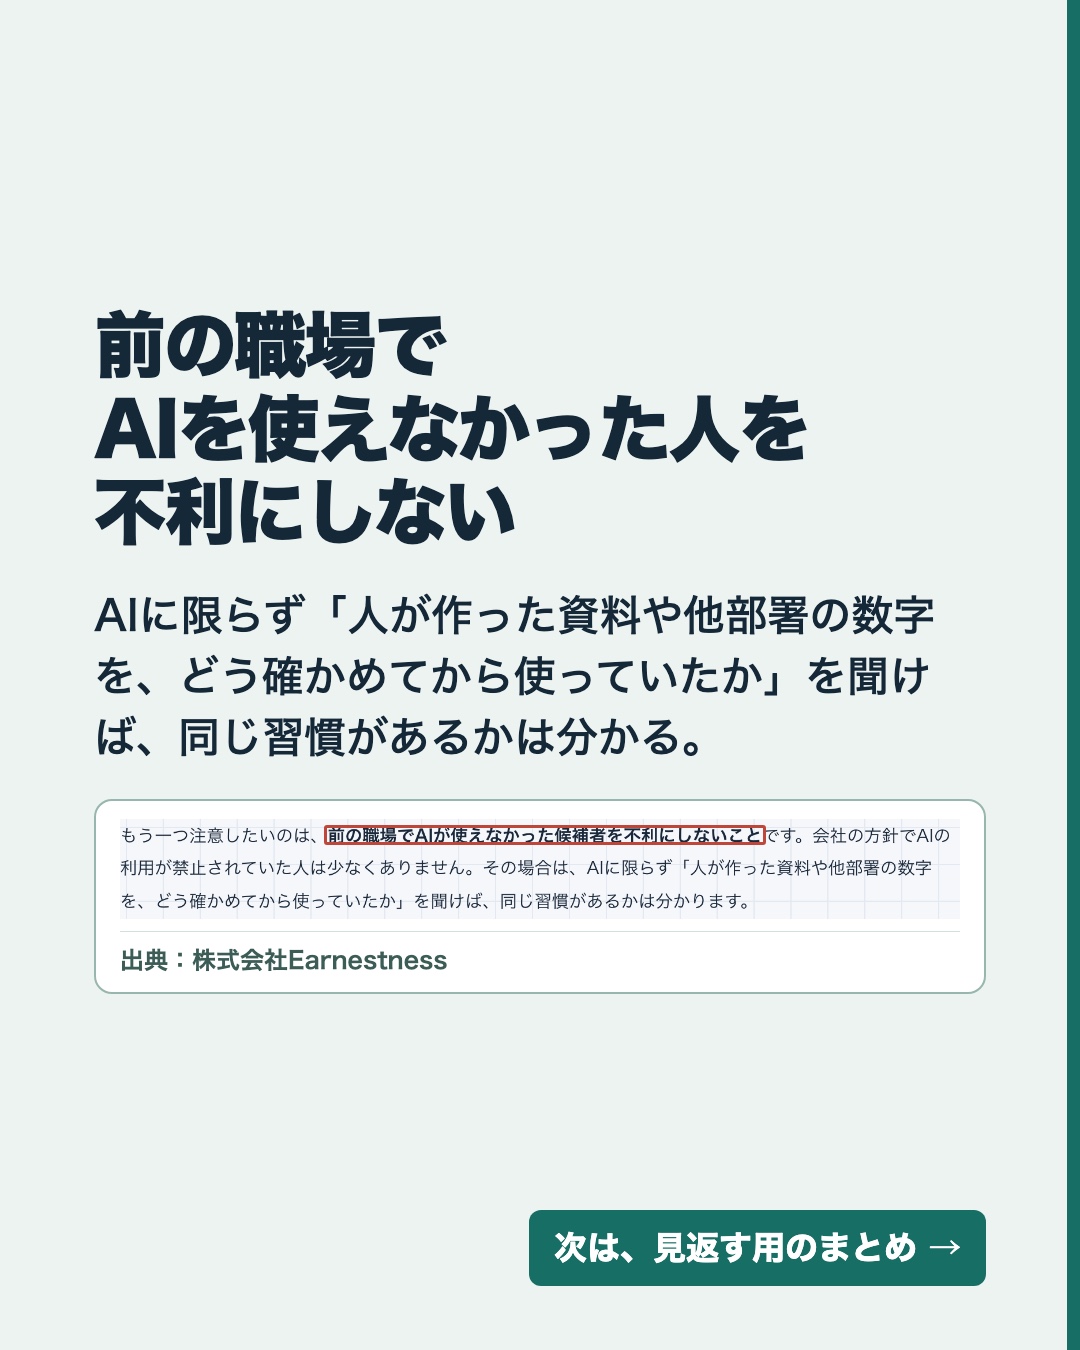 前の職場で
AIを使えなかった人を
不利にしない
AIに限らず「人が作った資料や他部署の数字
を、どう確かめてから使っていたか」を聞け
ば、同じ習慣があるかは分かる。
もう一つ注意したいのは、前の職場でAIが使えなかった候補者を不利にしないことです。会社の方針でAIの
利用が禁止されていた人は少なくありません。その場合は、AIに限らず「人が作った資料や他部署の数字
を、どう確かめてから使っていたか」を聞けば、同じ習慣があるかは分かります。
出典：株式会社Earnestness
次は、見返す用のまとめ →